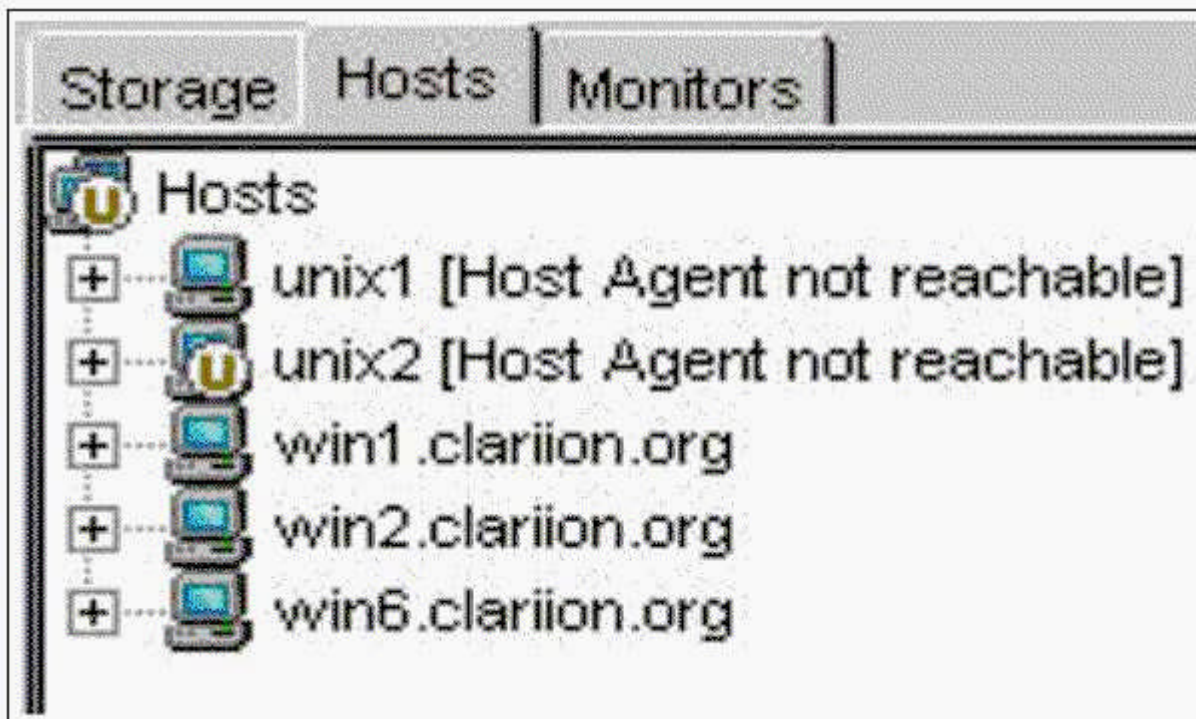 Storage Hosts Monitors
Hosts
unix1 [Host Agent not reachable]
U unix2 [Host Agent not reachable]
win1.clariion.org
win2.clariion.org
win6.clariion.org